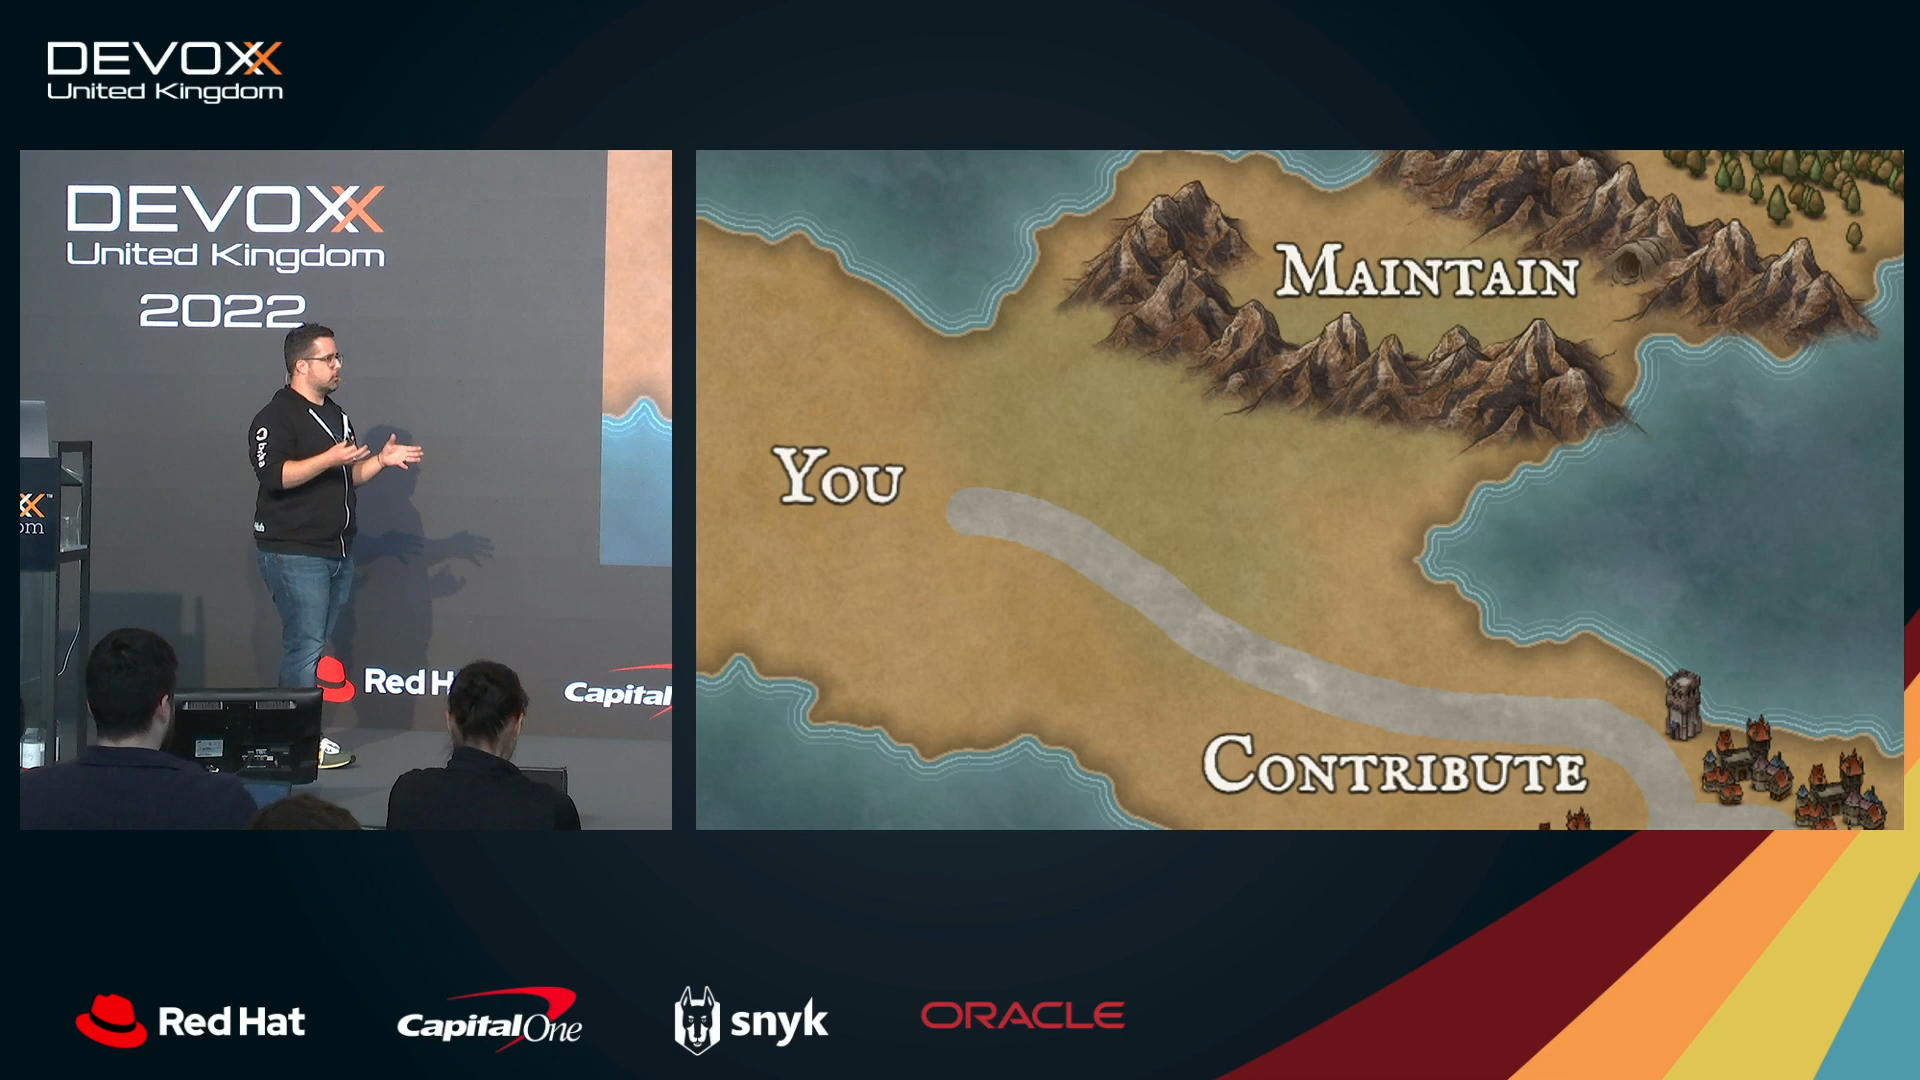 DEVOXX
United Kingdom
DEVOXX
United Kingdom
2022
Red H
Capital
MAINTAIN
YOU
CONTRIBUTE
Red Hat
Capital One
snyk
ORACLE